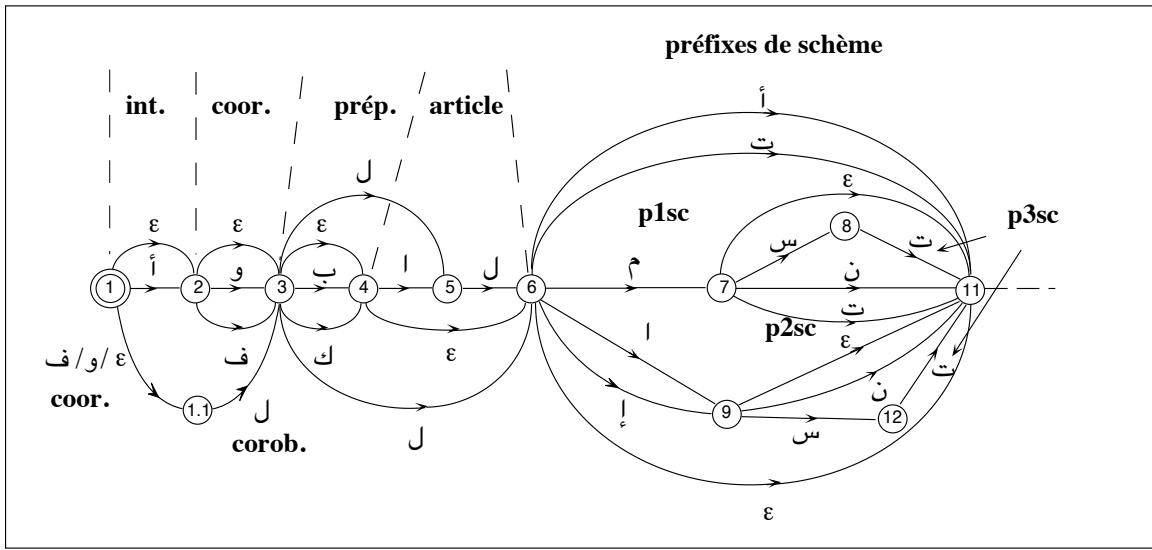 préfixes de schème
int. coor. prép. article
أ
ت
ل
ε
p1sc
p3sc
8
ε ε ε
س ت
أ و ب ا ل م ن
1 2 3 4 5 6 7 11
ت
p2sc
ف ك ε ا ε
ف / و / ε
coor.
ت
1.1 ل إ 9 ن 12
corob. ل س
ε